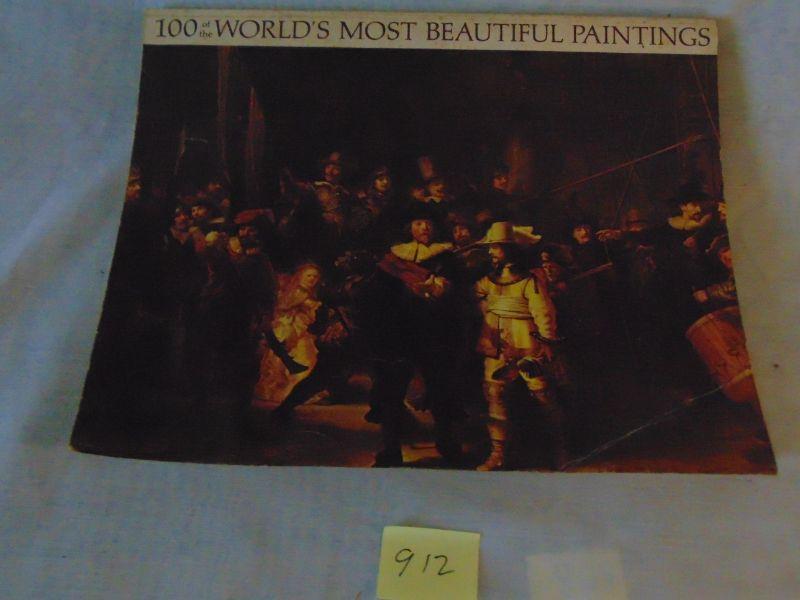 100 of the WORLD'S MOST BEAUTIFUL PAINTINGS
912